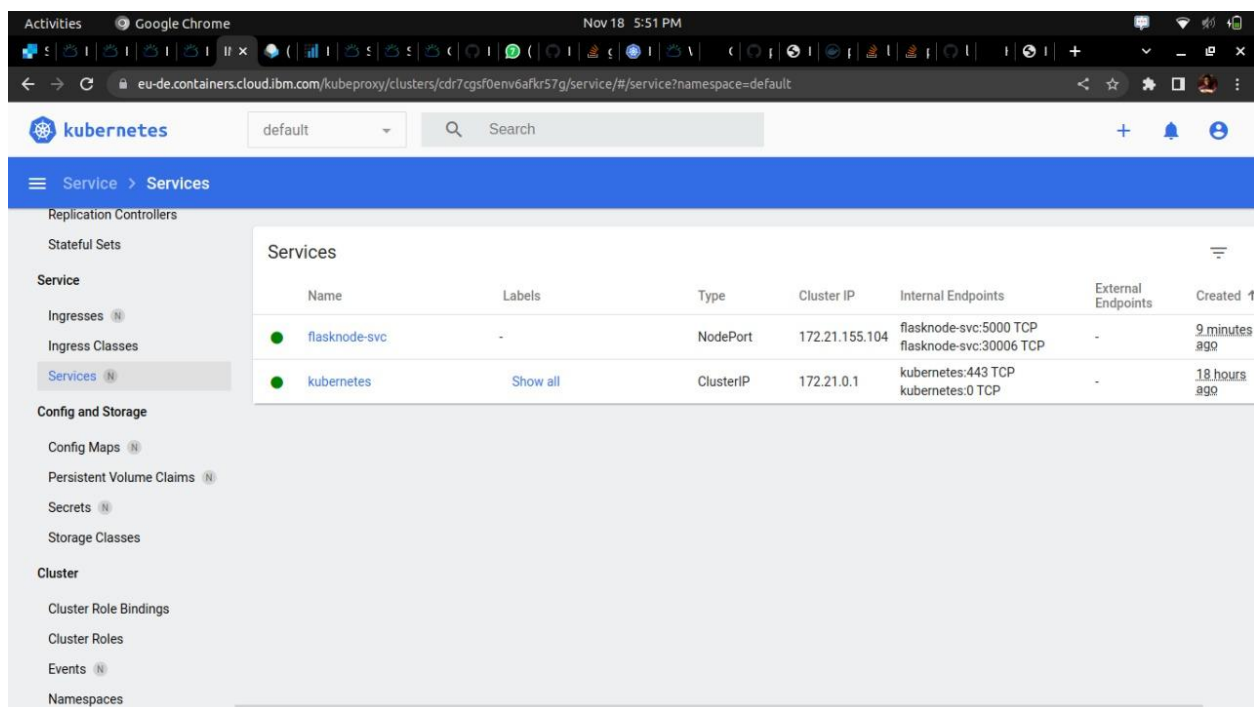 Activities Google Chrome Nov 18 5:51 PM
eu-de.containers.cloud.ibm.com/kubeproxy/clusters/cdr7cgsf0env6afkr57g/service/#/service?namespace=default
kubernetes default Search
Service > Services
Replication Controllers
Stateful Sets
Service
Ingresses N
Ingress Classes
Services N
Config and Storage
Config Maps N
Persistent Volume Claims N
Secrets N
Storage Classes
Cluster
Cluster Role Bindings
Cluster Roles
Events N
Namespaces
Services
Name Labels Type Cluster IP Internal Endpoints External Endpoints Created
flasknode-svc - NodePort 172.21.155.104 flasknode-svc:5000 TCP - 9 minutes
flasknode-svc:30006 TCP ago
kubernetes Show all ClusterIP 172.21.0.1 kubernetes:443 TCP - 18 hours
kubernetes:0 TCP ago